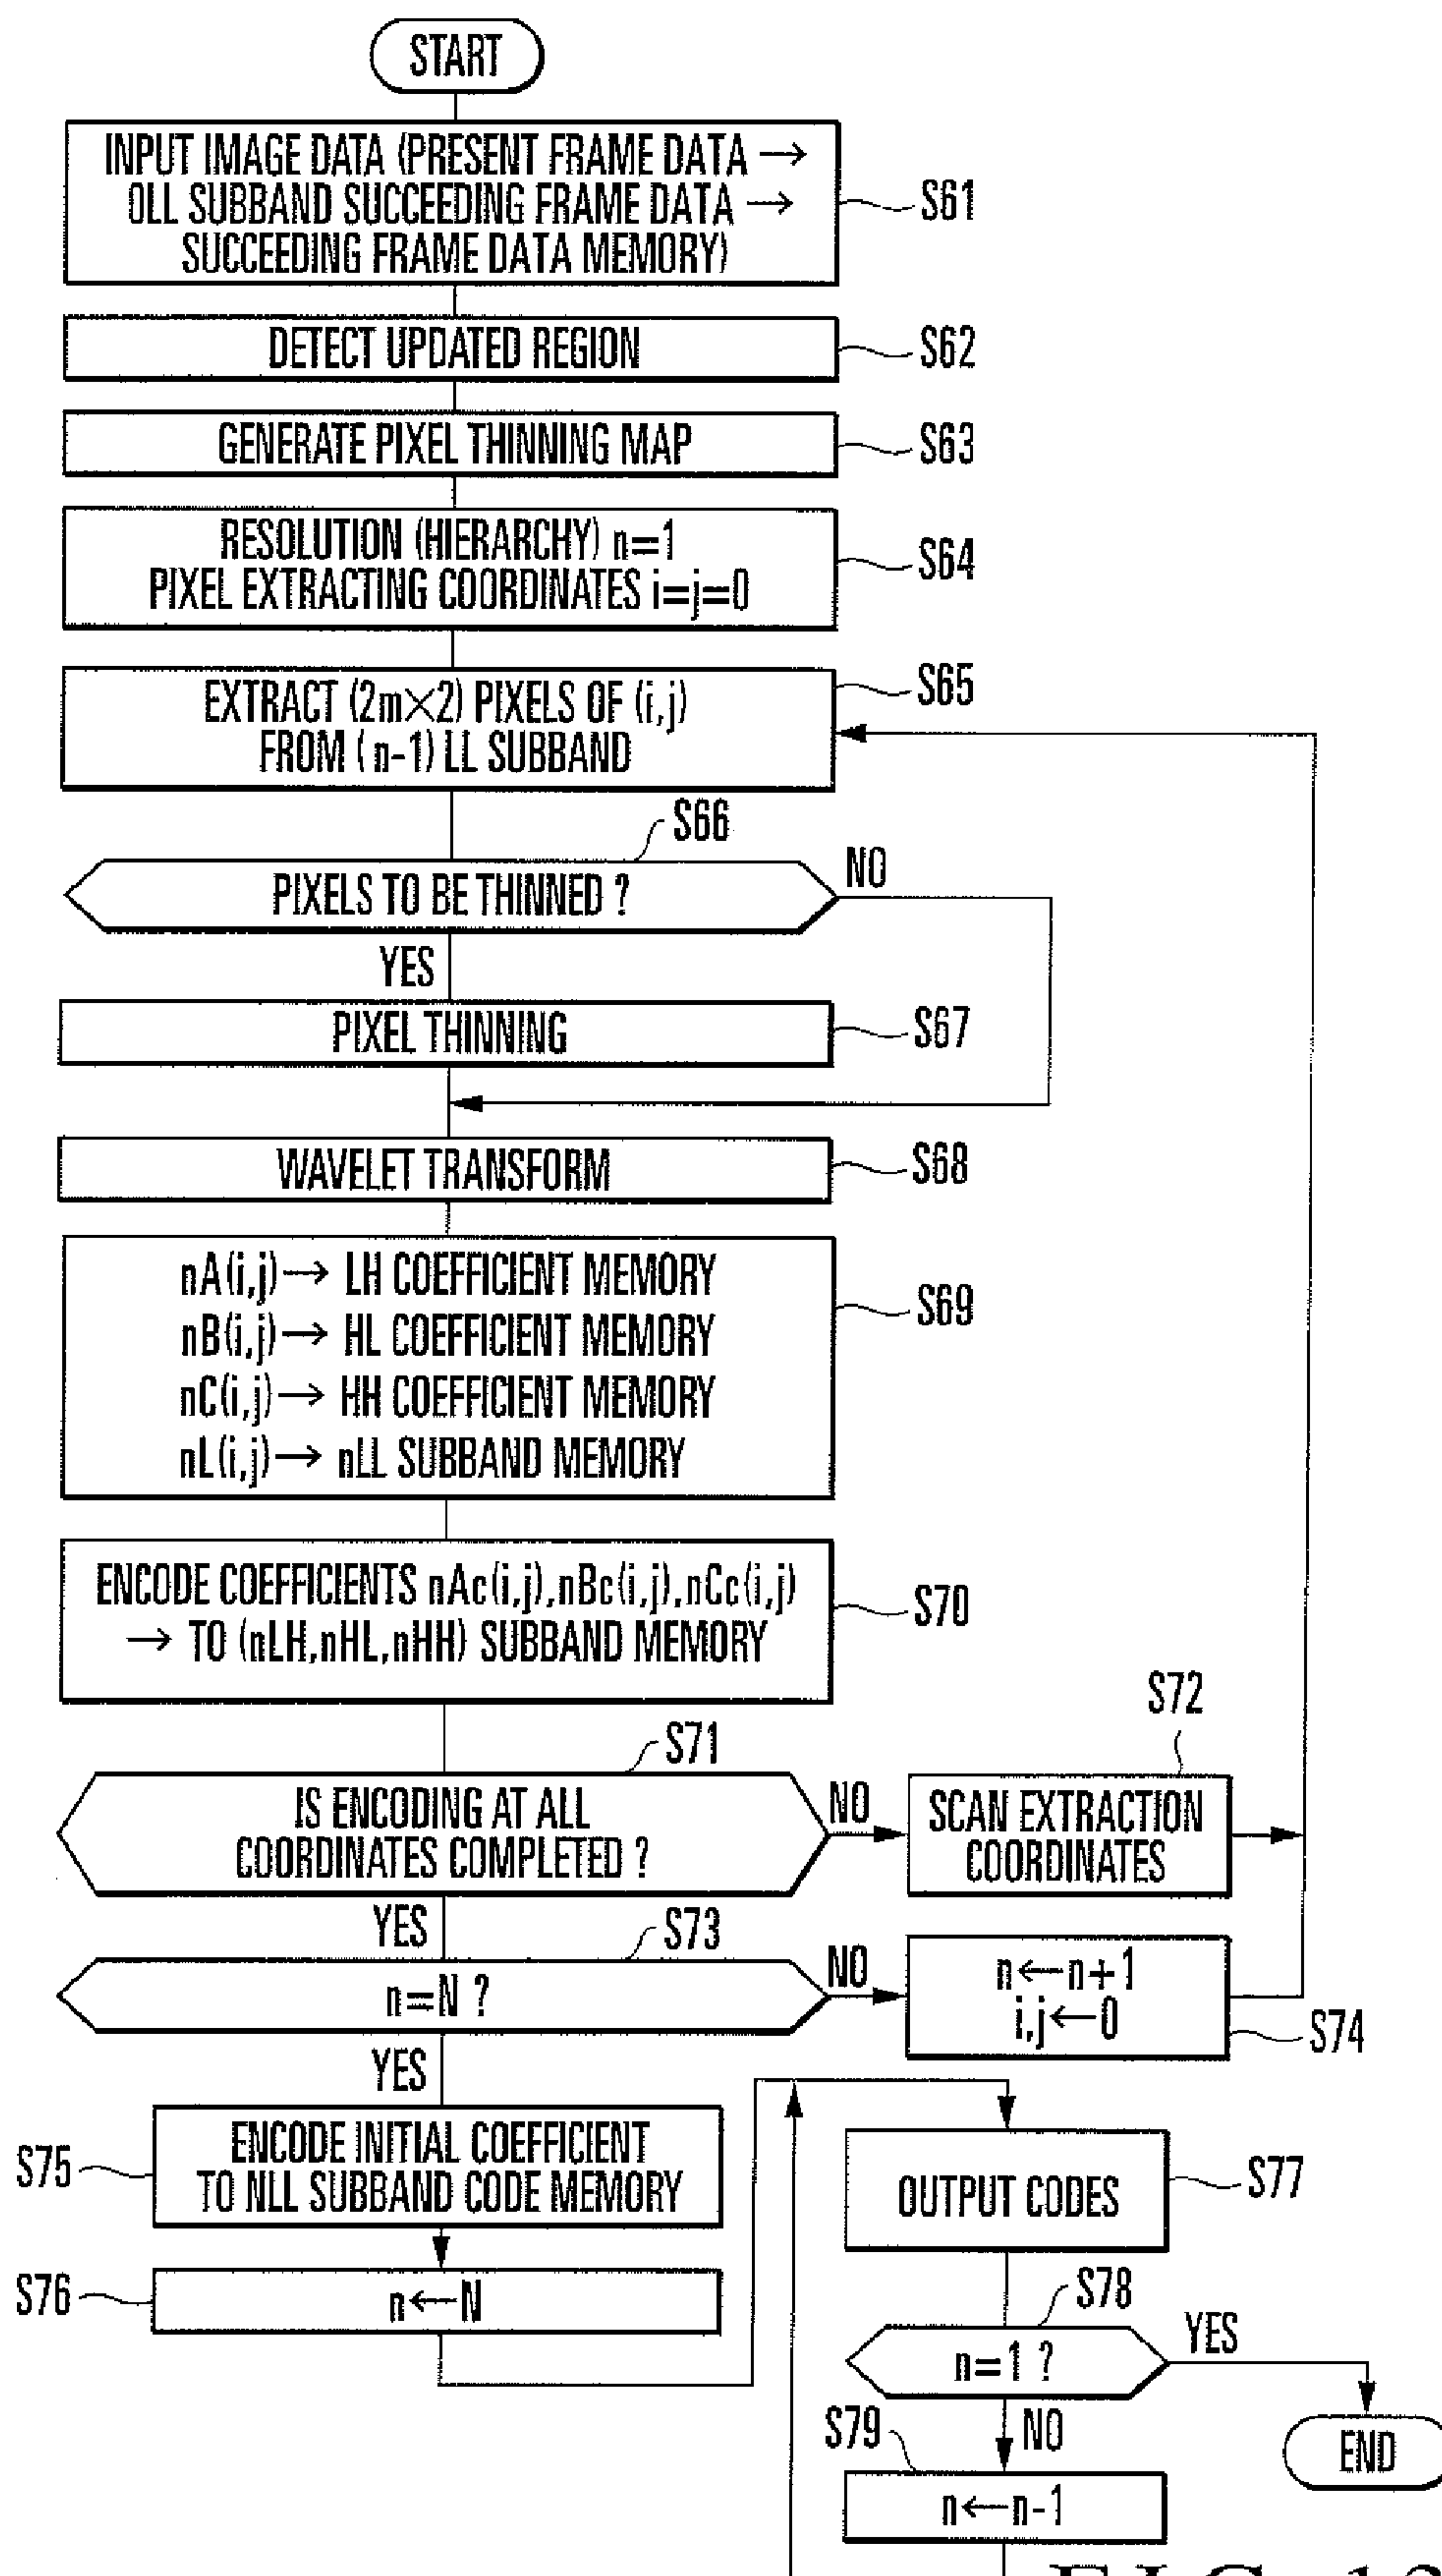 START
INPUT IMAGE DATA (PRESENT FRAME DATA →
OLL SUBBAND SUCCEEDING FRAME DATA →
SUCCEEDING FRAME DATA MEMORY)
S61
DETECT UPDATED REGION
S62
GENERATE PIXEL THINNING MAP
S63
RESOLUTION (HIERARCHY) n=1
PIXEL EXTRACTING COORDINATES i=j=0
S64
EXTRACT (2m×2) PIXELS OF (i,j)
FROM (n-1) LL SUBBAND
S65
S66
PIXELS TO BE THINNED ?
NO
YES
PIXEL THINNING
S67
WAVELET TRANSFORM
S68
nA(i,j)→ LH COEFFICIENT MEMORY
nB(i,j)→ HL COEFFICIENT MEMORY
nC(i,j)→ HH COEFFICIENT MEMORY
nL(i,j)→ nLL SUBBAND MEMORY
S69
ENCODE COEFFICIENTS nAc(i,j),nBc(i,j),nCc(i,j)
→ TO (nLH,nHL,nHH) SUBBAND MEMORY
S70
S71
IS ENCODING AT ALL
COORDINATES COMPLETED ?
NO
S72
SCAN EXTRACTION
COORDINATES
YES
S73
n=N ?
NO
n←n+1
i,j←0
S74
YES
S75
ENCODE INITIAL COEFFICIENT
TO NLL SUBBAND CODE MEMORY
S76
n←N
OUTPUT CODES
S77
S78
n=1 ?
YES
END
NO
S79
n←n-1